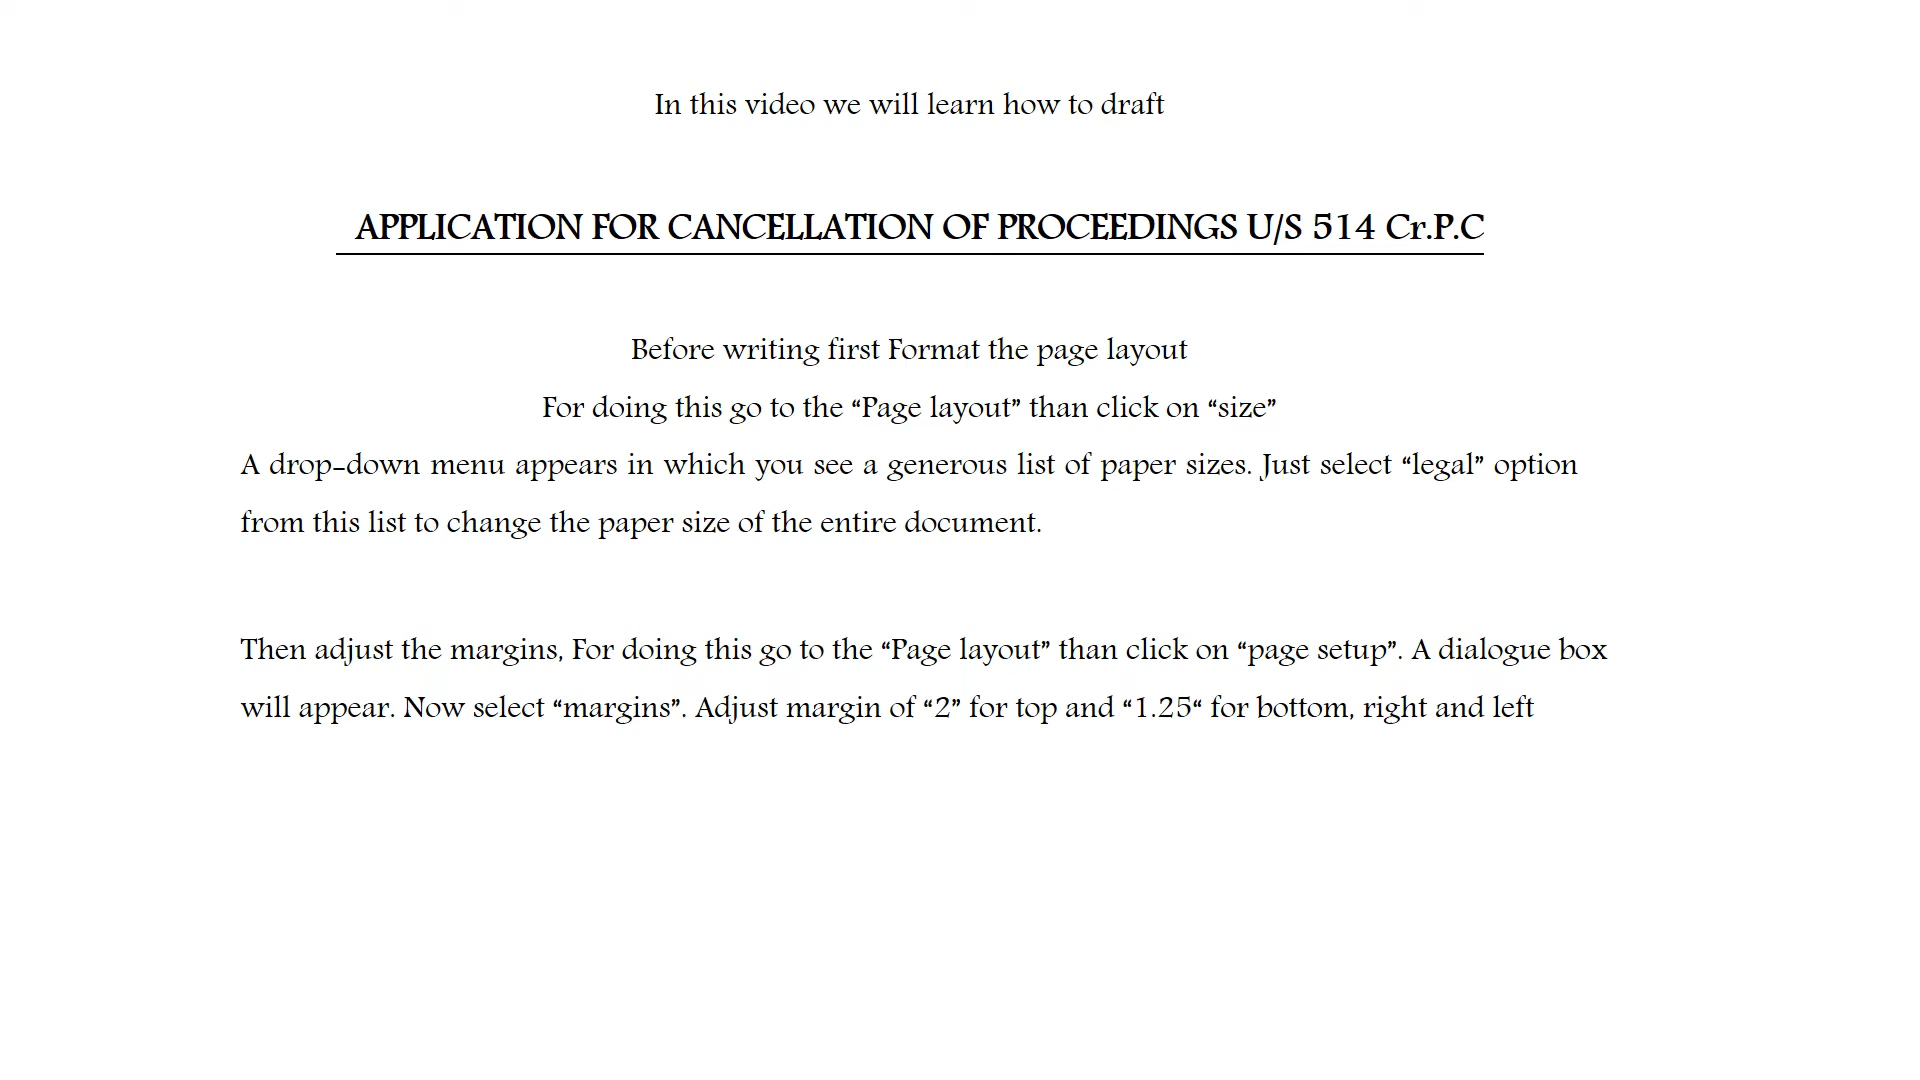 In this video we will learn how to draft
APPLICATION FOR CANCELLATION OF PROCEEDINGS U/S 514 Cr.P.C
Before writing first Format the page layout
For doing this go to the “Page layout” than click on “size”
A drop-down menu appears in which you see a generous list of paper sizes. Just select “legal” option
from this list to change the paper size of the entire document.
Then adjust the margins, For doing this go to the “Page layout” than click on “page setup”. A dialogue box
will appear. Now select “margins”. Adjust margin of “2” for top and “1.25“ for bottom, right and left